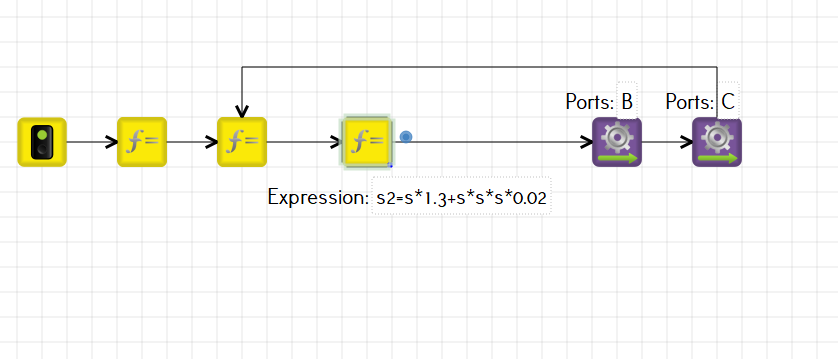 Ports: B
Ports: C
f=
f=
f=
Expression: s2=s*1.3+s*s*s*0.02